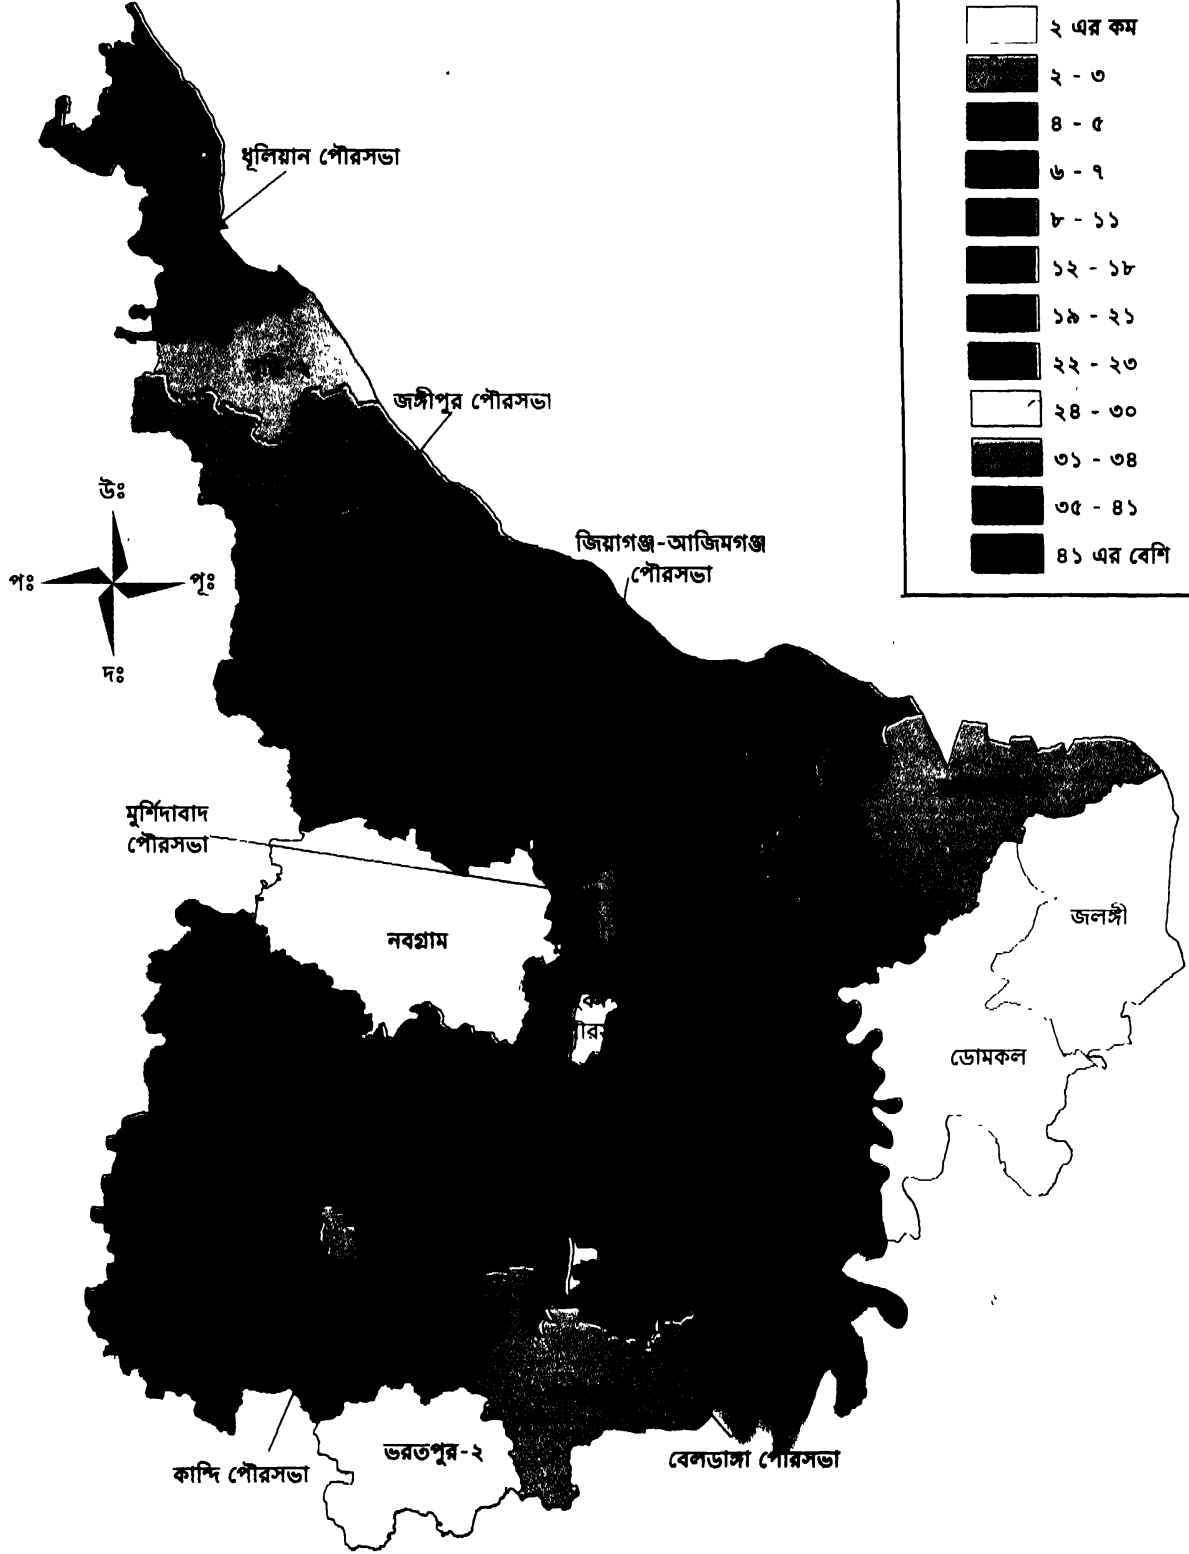 ২ এর কম
২ - ৩
৪ - ৫
৬ - ৭
৮ - ১১
১২ - ১৮
১৯ - ২১
২২ - ২৩
২৪ - ৩০
৩১ - ৩৪
৩৫ - ৪১
৪১ এর বেশি
ধূলিয়ান পৌরসভা
জঙ্গীপুর পৌরসভা
উঃ
পঃ
পূঃ
দঃ
জিয়াগঞ্জ-আজিমগঞ্জ
পৌরসভা
মুর্শিদাবাদ
পৌরসভা
নবগ্রাম
জলঙ্গী
ডোমকল
ভরতপুর-২
কান্দি পৌরসভা
বেলডাঙ্গা পৌরসভা